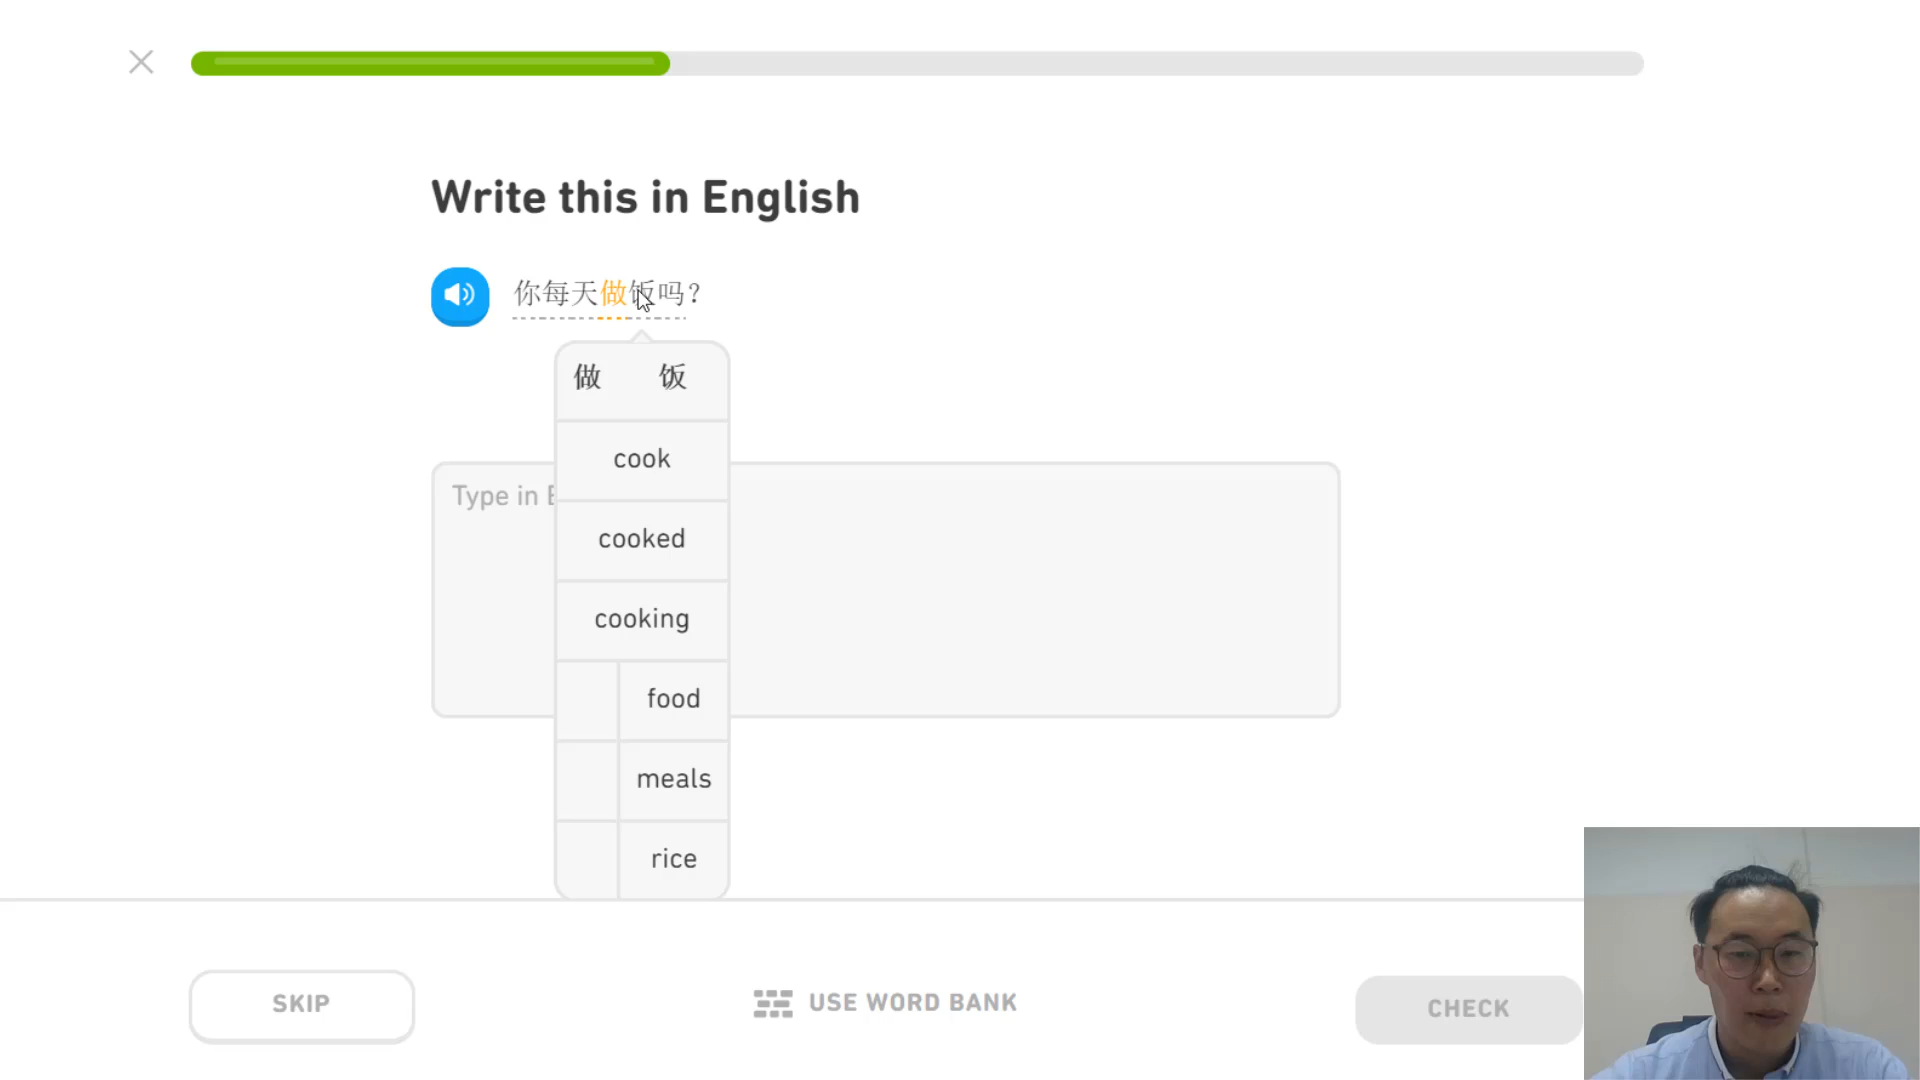 Write this in English
你每天做饭吗?
做 饭
cook
Type in E
cooked
cooking
food
meals
rice
SKIP
USE WORD BANK
CHECK